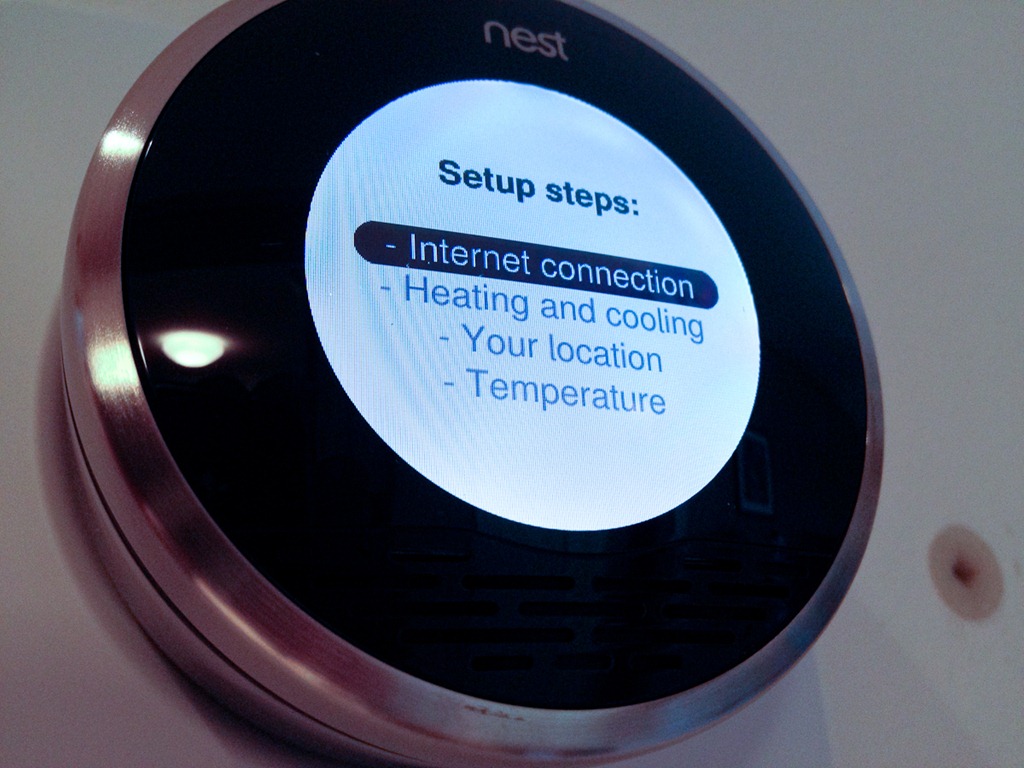 nest
Setup steps:
- Internet connection
- Heating and cooling
- Your location
- Temperature